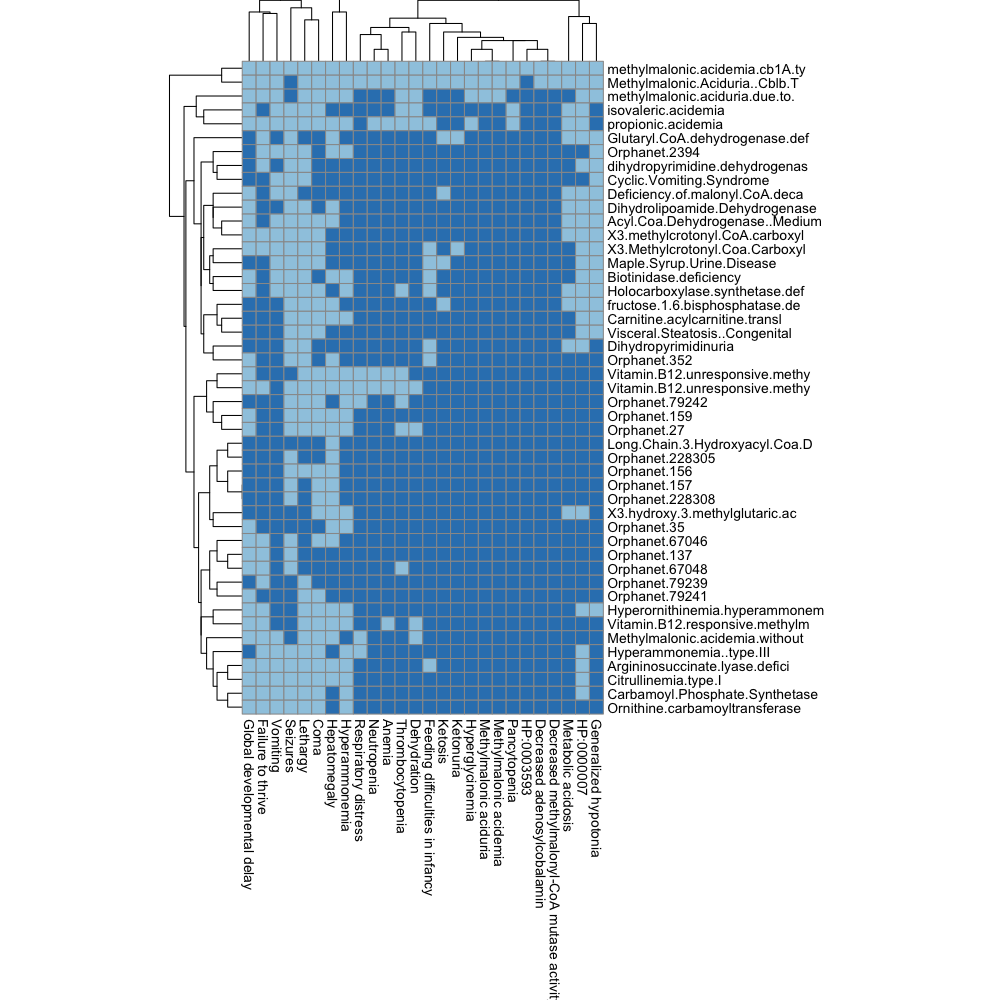 methylmalonic.acidemia.cb1A.ty
Methylmalonic.Aciduria..Cblb.T
methylmalonic.aciduria.due.to.
isovaleric.acidemia
propionic.acidemia
Glutaryl.CoA.dehydrogenase.def
Orphanet.2394
dihydropyrimidine.dehydrogenas
Cyclic.Vomiting.Syndrome
Deficiency.of.malonyl.CoA.deca
Dihydrolipoamide.Dehydrogenase
Acyl.Coa.Dehydrogenase..Medium
X3.methylcrotonyl.CoA.carboxyl
X3.Methylcrotonyl.Coa.Carboxyl
Maple.Syrup.Urine.Disease
Biotinidase.deficiency
Holocarboxylase.synthetase.def
fructose.1.6.bisphosphatase.de
Carnitine.acylcarnitine.transl
Visceral.Steatosis..Congenital
Dihydropyrimidinuria
Orphanet.352
Vitamin.B12.unresponsive.methy
Vitamin.B12.unresponsive.methy
Orphanet.79242
Orphanet.159
Orphanet.27
Long.Chain.3.Hydroxyacyl.Coa.D
Orphanet.228305
Orphanet.156
Orphanet.157
Orphanet.228308
X3.hydroxy.3.methylglutaric.ac
Orphanet.35
Orphanet.67046
Orphanet.137
Orphanet.67048
Orphanet.79239
Orphanet.79241
Hyperornithinemia.hyperammonem
Vitamin.B12.responsive.methylm
Methylmalonic.acidemia.without
Hyperammonemia..type.III
Argininosuccinate.lyase.defici
Citrullinemia.type.I
Carbamoyl.Phosphate.Synthetase
Ornithine.carbamoyltransferase
Global developmental delay
Failure to thrive
Vomiting
Seizures
Lethargy
Coma
Hepatomegaly
Hyperammonemia
Respiratory distress
Neutropenia
Anemia
Thrombocytopenia
Dehydration
Feeding difficulties in infancy
Ketosis
Ketonuria
Hyperglycinemia
Methylmalonic aciduria
Methylmalonic acidemia
Pancytopenia
HP:0003593
Decreased adenosylcobalamin
Decreased methylmalonyl-CoA mutase activit
Metabolic acidosis
HP:0000007
Generalized hypotonia